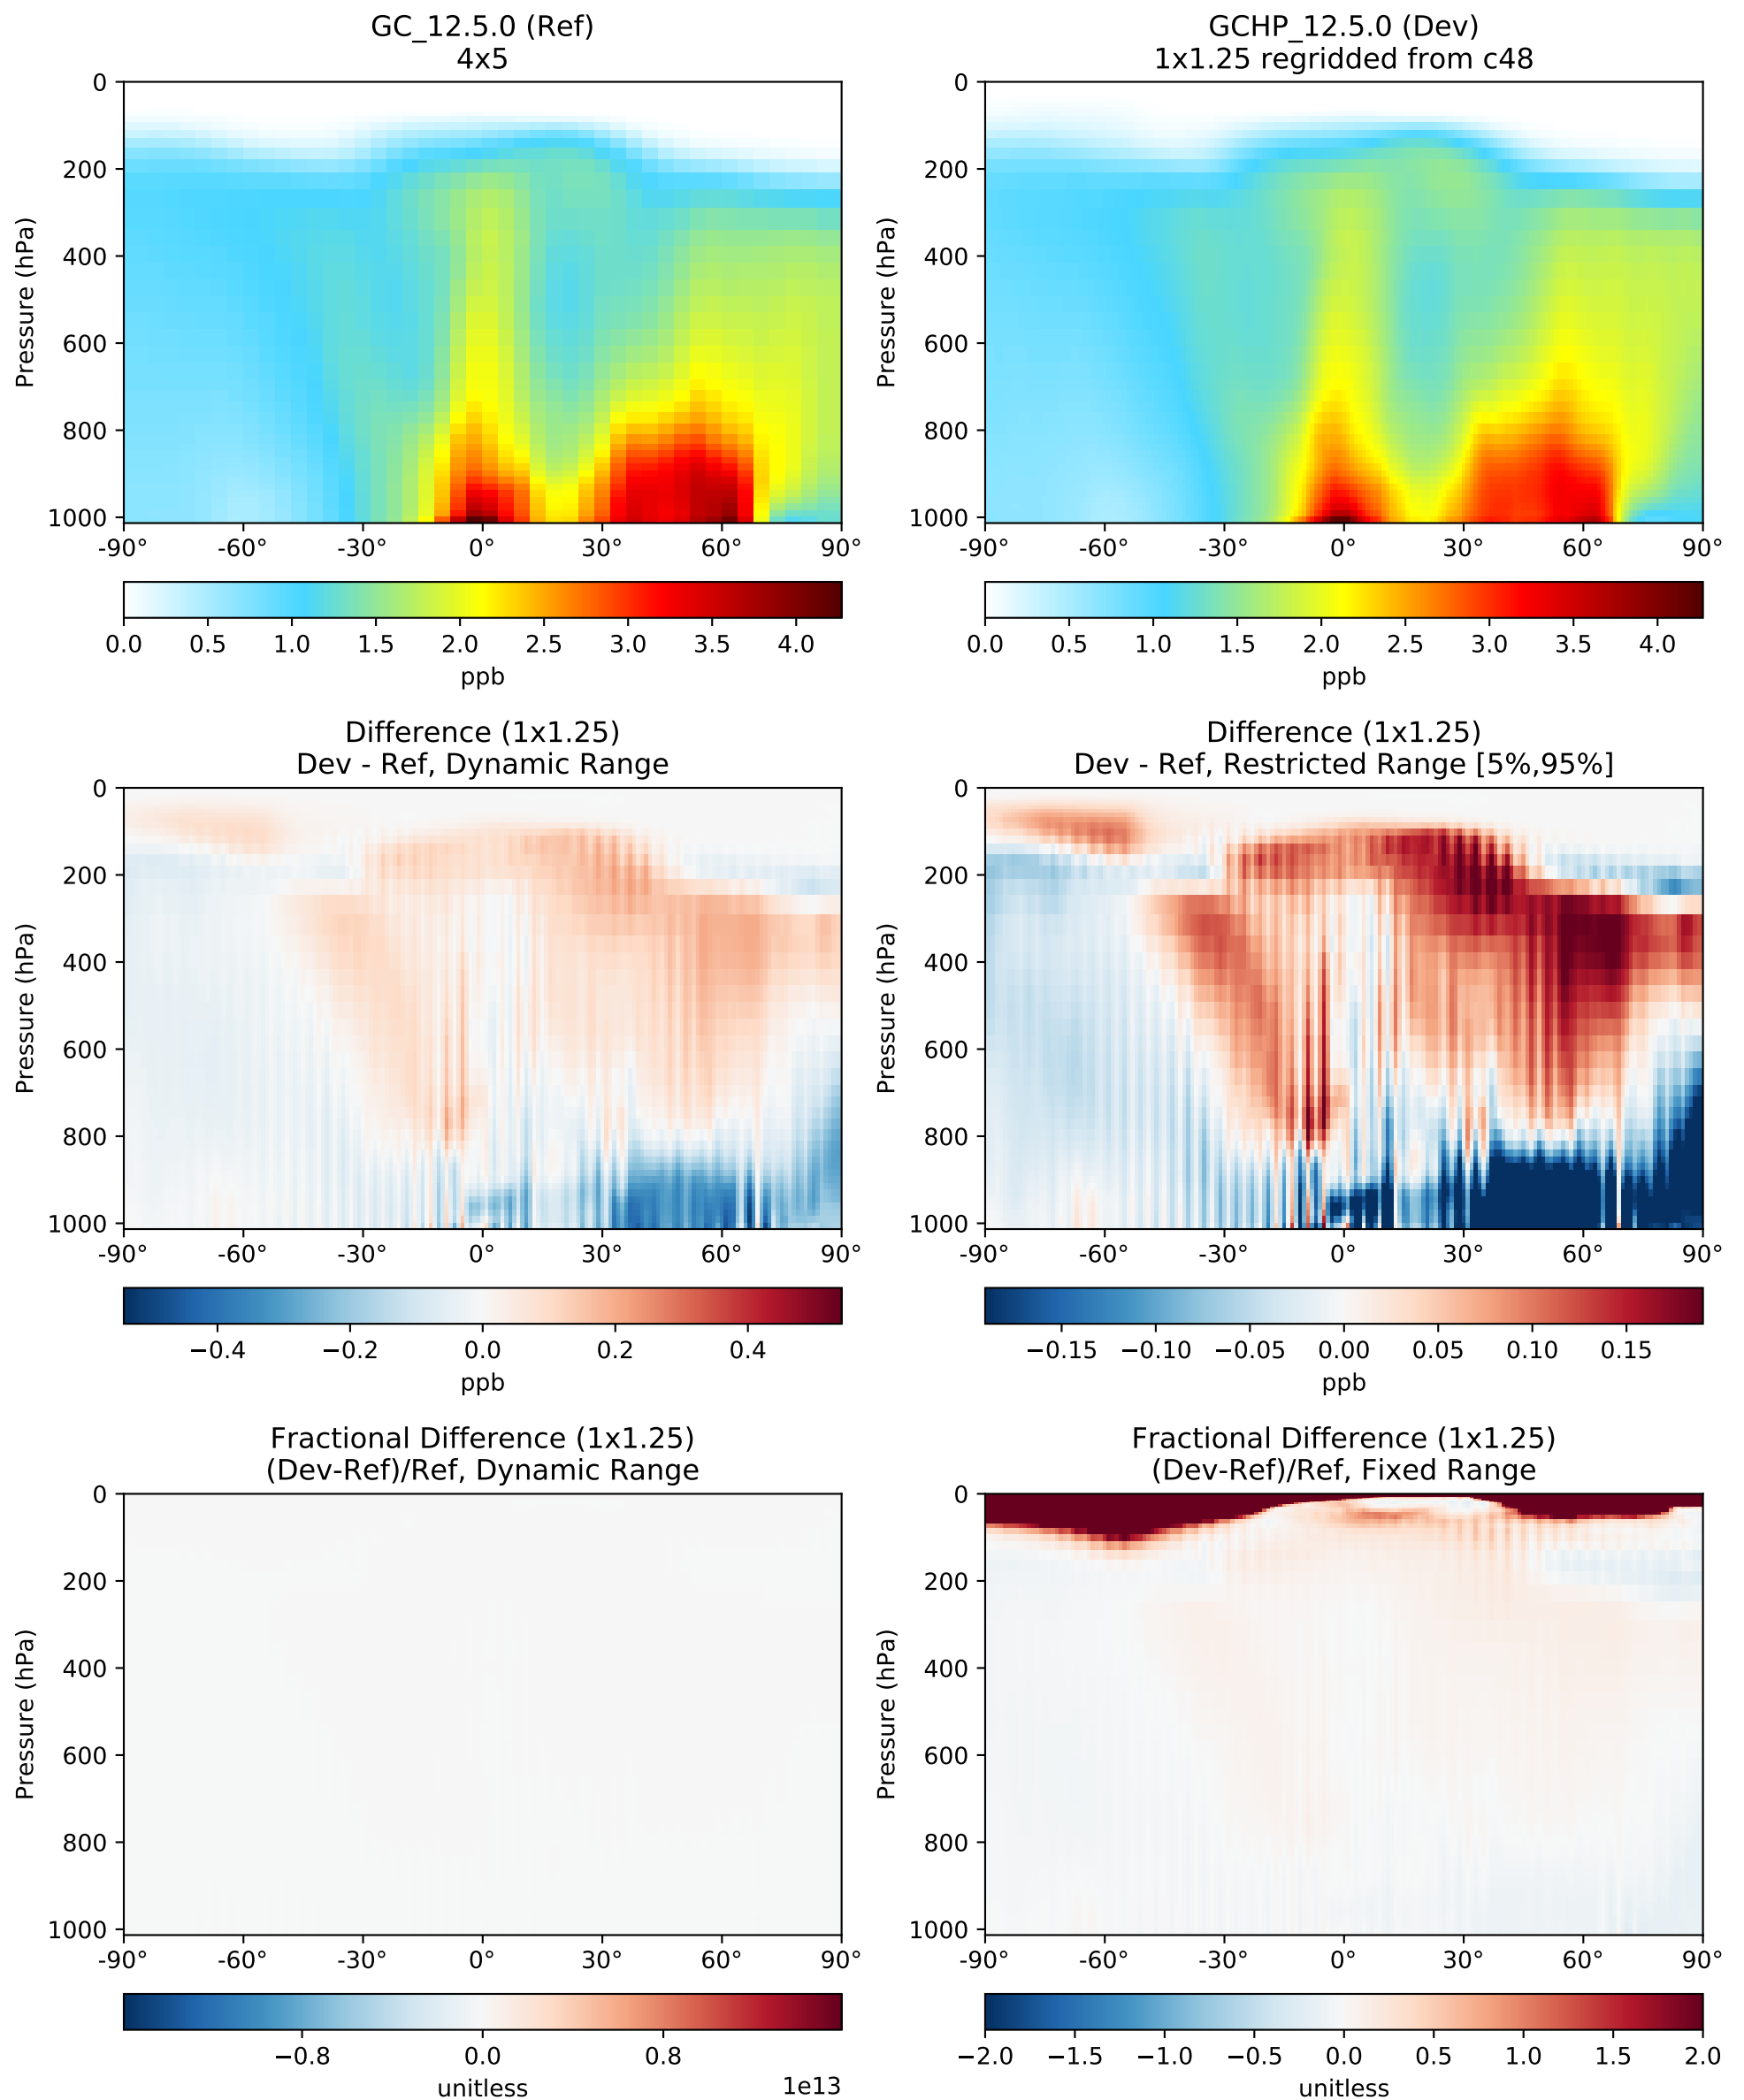 GC_12.5.0 (Ref)
4x5
0
200
400
600
800
1000
Pressure (hPa)
-90° -60° -30° 0° 30° 60° 90°
0.0 0.5 1.0 1.5 2.0 2.5 3.0 3.5 4.0
ppb
GCHP_12.5.0 (Dev)
1x1.25 regridded from c48
0
200
400
600
800
1000
Pressure (hPa)
-90° -60° -30° 0° 30° 60° 90°
0.0 0.5 1.0 1.5 2.0 2.5 3.0 3.5 4.0
ppb
Difference (1x1.25)
Dev - Ref, Dynamic Range
0
200
400
600
800
1000
Pressure (hPa)
-90° -60° -30° 0° 30° 60° 90°
−0.4 −0.2 0.0 0.2 0.4
ppb
Difference (1x1.25)
Dev - Ref, Restricted Range [5%,95%]
0
200
400
600
800
1000
Pressure (hPa)
-90° -60° -30° 0° 30° 60° 90°
−0.15 −0.10 −0.05 0.00 0.05 0.10 0.15
ppb
Fractional Difference (1x1.25)
(Dev-Ref)/Ref, Dynamic Range
0
200
400
600
800
1000
Pressure (hPa)
-90° -60° -30° 0° 30° 60° 90°
−0.8 0.0 0.8
unitless 1e13
Fractional Difference (1x1.25)
(Dev-Ref)/Ref, Fixed Range
0
200
400
600
800
1000
Pressure (hPa)
-90° -60° -30° 0° 30° 60° 90°
−2.0 −1.5 −1.0 −0.5 0.0 0.5 1.0 1.5 2.0
unitless